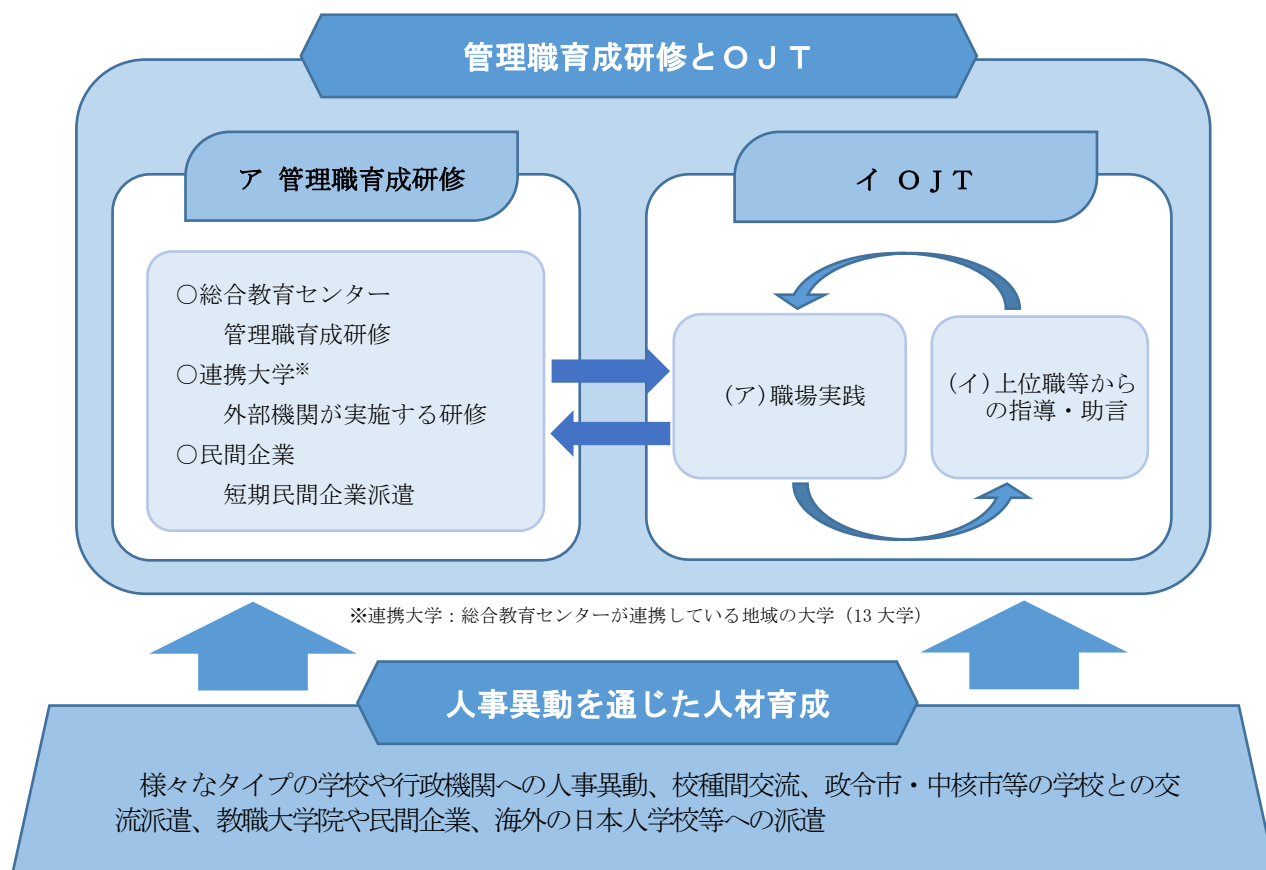 管理職育成研修とＯＪＴ
ア 管理職育成研修
○総合教育センター
管理職育成研修
○連携大学※
外部機関が実施する研修
○民間企業
短期民間企業派遣
イ ＯＪＴ
(ア)職場実践
(イ)上位職等から
の指導・助言
※連携大学：総合教育センターが連携している地域の大学（13 大学）
人事異動を通じた人材育成
様々なタイプの学校や行政機関への人事異動、校種間交流、政令市・中核市等の学校との交
流派遣、教職大学院や民間企業、海外の日本人学校等への派遣